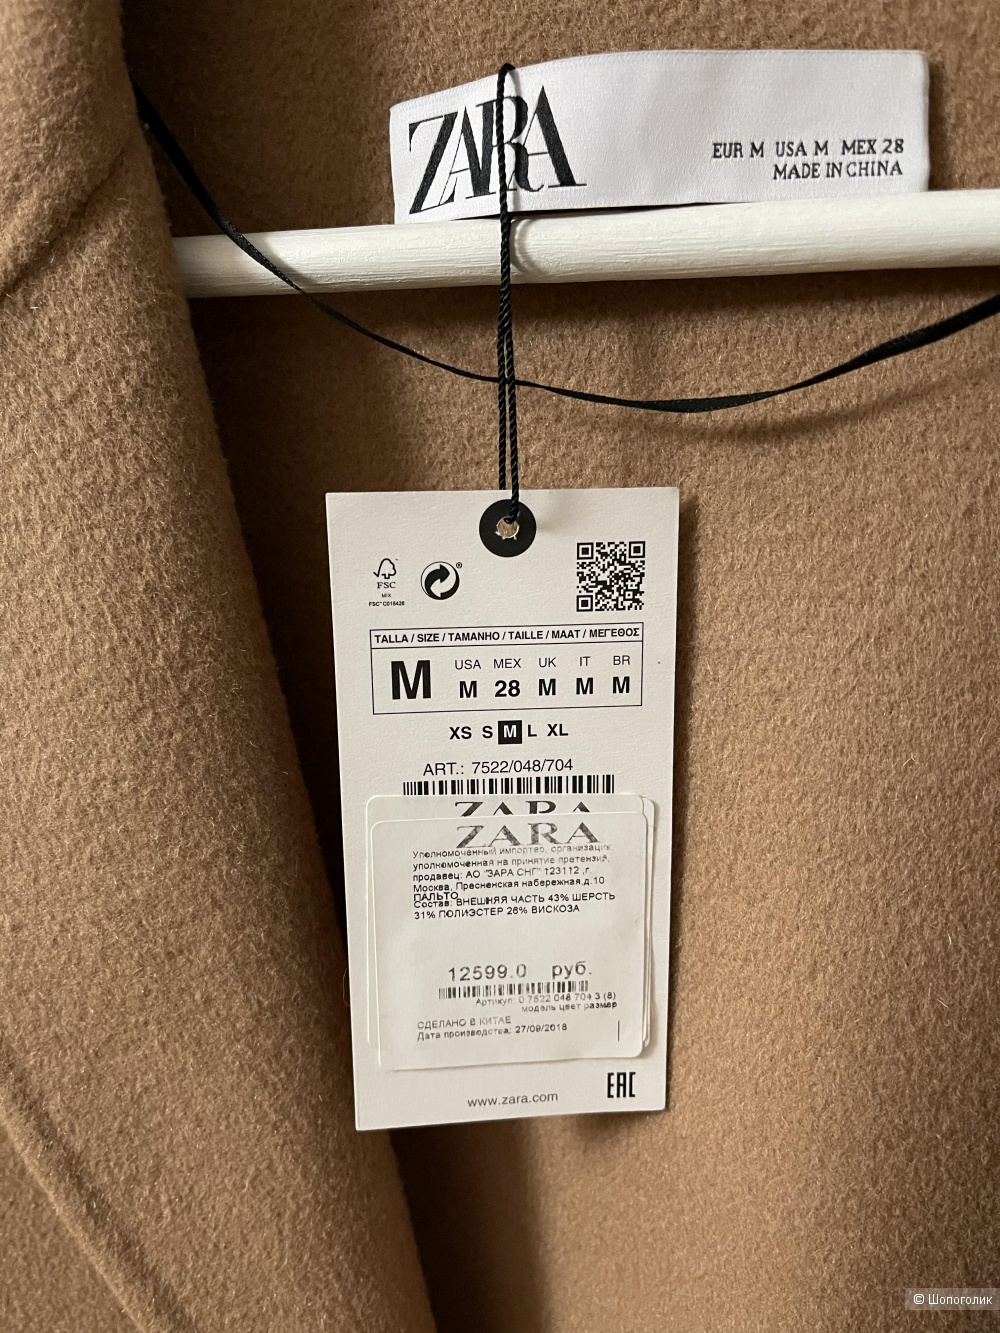 ZARA
EUR M USA M MEX 28
MADE IN CHINA
FSC
MIX
FSC™ C015426
®
TALLA / SIZE / TAMANHO / TAILLE / MAAT / ΜΕΓΕΘΟΣ
M
USA MEX UK IT BR
M 28 M M M
XS S M L XL
ART.: 7522/048/704
ZARA
ZARA
Уполномоченный импортер, организация,
уполномоченная на принятие претензий,
продавец: АО "ЗАРА СНГ" 123112 ,г.
Москва, Пресненская набережная,д.10
ПАЛЬТО
Состав: ВНЕШНЯЯ ЧАСТЬ 43% ШЕРСТЬ
31% ПОЛИЭСТЕР 26% ВИСКОЗА
12599.0 руб.
Артикул: 0 7522 048 704 3 (8)
модель цвет размер
СДЕЛАНО В КИТАЕ
Дата производства: 27/09/2018
EAC
www.zara.com
© Шопоголик